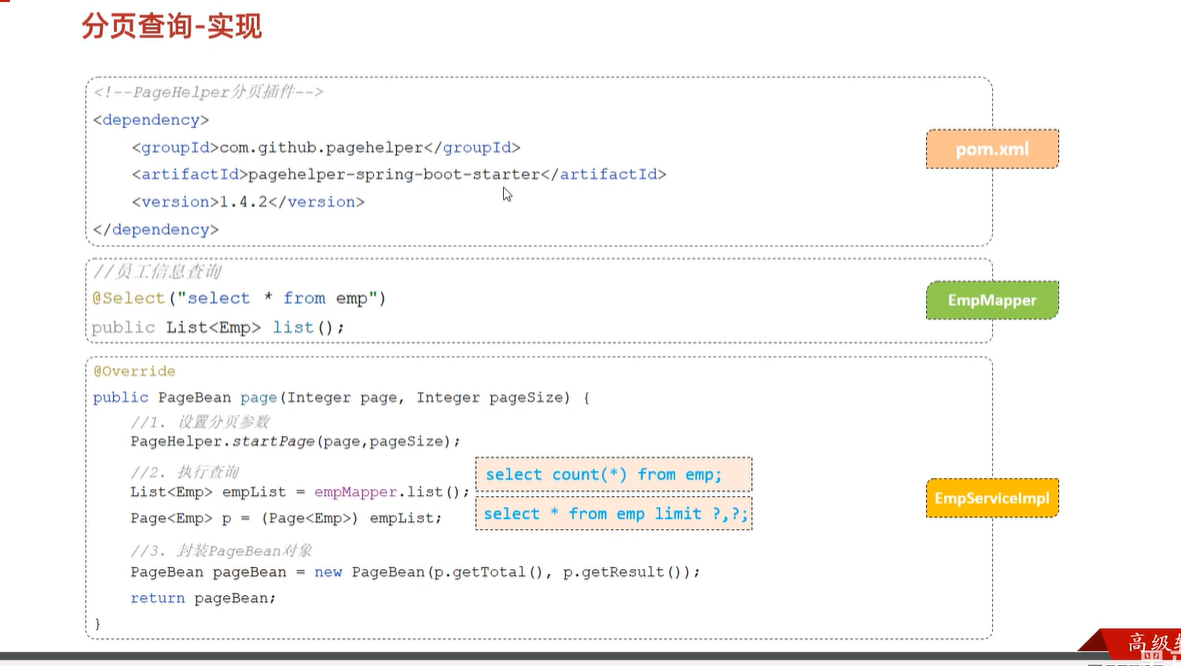 分页查询-实现
<!--PageHelper分页插件-->
<dependency>
<groupId>com.github.pagehelper</groupId>
<artifactId>pagehelper-spring-boot-starter</artifactId>
<version>1.4.2</version>
</dependency>
pom.xml
//员工信息查询
@Select("select * from emp")
public List<Emp> list();
EmpMapper
@Override
public PageBean page(Integer page, Integer pageSize) {
//1. 设置分页参数
PageHelper.startPage(page,pageSize);
//2. 执行查询
List<Emp> empList = empMapper.list();
select count(*) from emp;
Page<Emp> p = (Page<Emp>) empList;
select * from emp limit ?,?;
EmpServiceImpl
//3. 封装PageBean对象
PageBean pageBean = new PageBean(p.getTotal(), p.getResult());
return pageBean;
}
高级